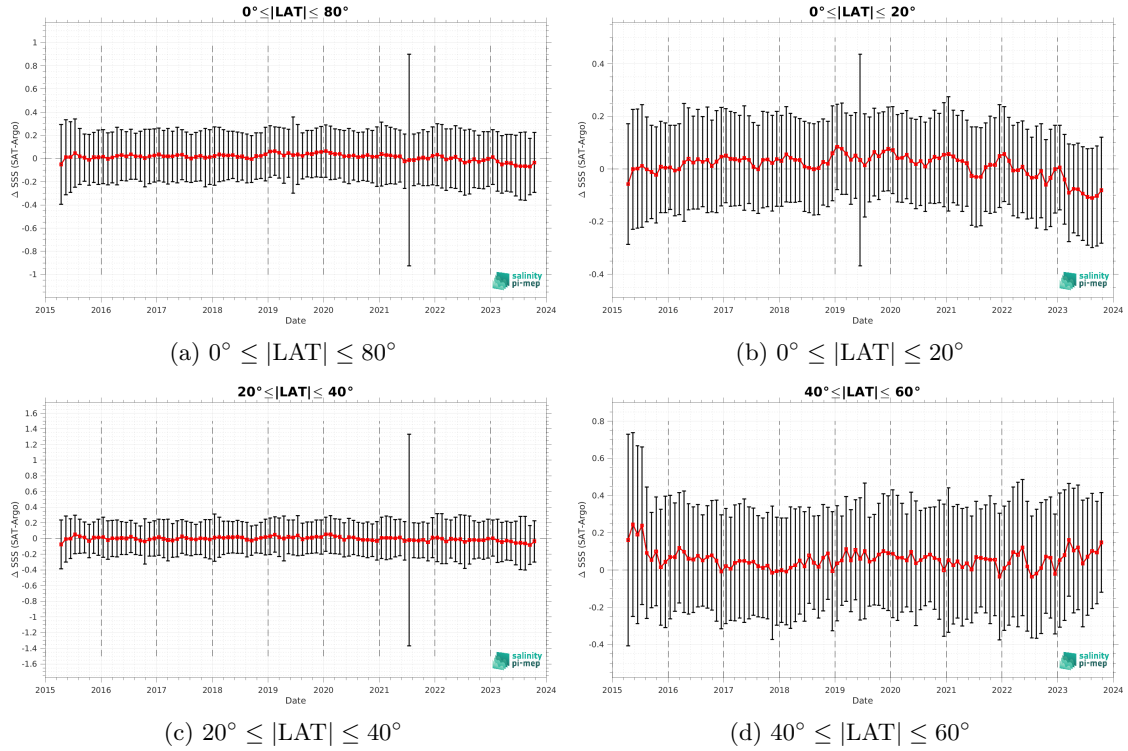 0°≤|LAT|≤ 80°
1
0.8
0.6
0.4
0.2
0
-0.2
-0.4
-0.6
-0.8
-1
Δ SSS (SAT-Argo)
2015 2016 2017 2018 2019 2020 2021 2022 2023 2024
Date
salinity
pi-mep
(a) 0° ≤ |LAT| ≤ 80°
0°≤|LAT|≤ 20°
0.4
0.2
0
-0.2
-0.4
Δ SSS (SAT-Argo)
2015 2016 2017 2018 2019 2020 2021 2022 2023 2024
Date
salinity
pi-mep
(b) 0° ≤ |LAT| ≤ 20°
20°≤|LAT|≤ 40°
1.6
1.4
1.2
1
0.8
0.6
0.4
0.2
0
-0.2
-0.4
-0.6
-0.8
-1
-1.2
-1.4
-1.6
Δ SSS (SAT-Argo)
2015 2016 2017 2018 2019 2020 2021 2022 2023 2024
Date
salinity
pi-mep
(c) 20° ≤ |LAT| ≤ 40°
40°≤|LAT|≤ 60°
0.8
0.6
0.4
0.2
0
-0.2
-0.4
Δ SSS (SAT-Argo)
2015 2016 2017 2018 2019 2020 2021 2022 2023 2024
Date
salinity
pi-mep
(d) 40° ≤ |LAT| ≤ 60°